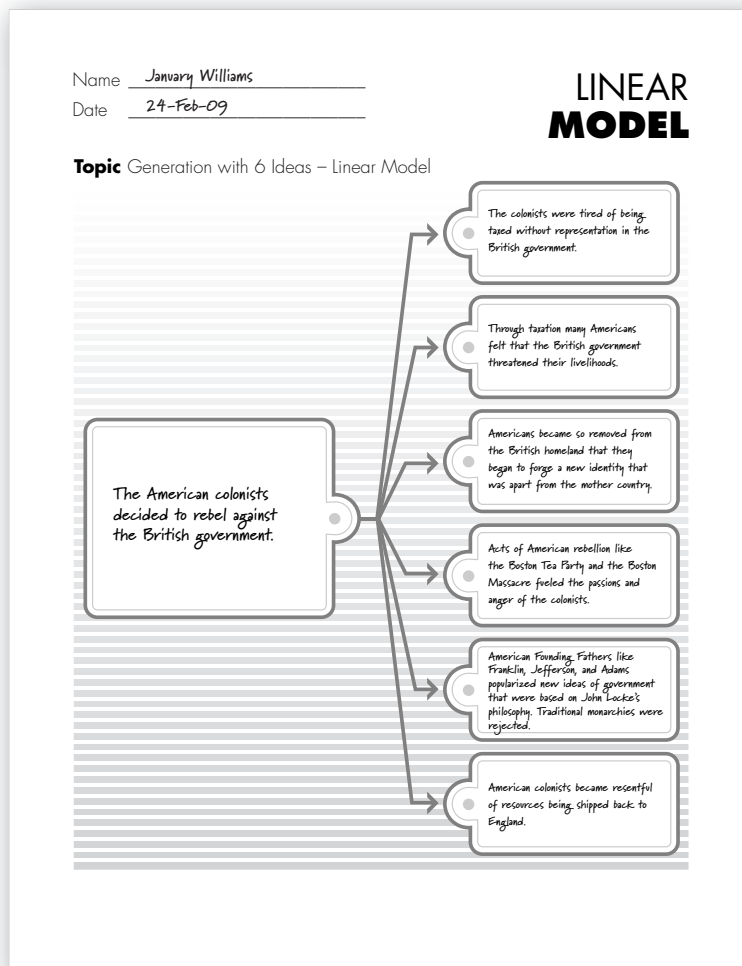 Name January Williams
Date 24-Feb-09
LINEAR
MODEL
Topic Generation with 6 Ideas – Linear Model
The American colonists
decided to rebel against
the British government.
The colonists were tired of being
taxed without representation in the
British government.
Through taxation many Americans
felt that the British government
threatened their livelihoods.
Americans became so removed from
the British homeland that they
began to forge a new identity that
was apart from the mother country.
Acts of American rebellion like
the Boston Tea Party and the Boston
Massacre fueled the passions and
anger of the colonists.
American Founding Fathers like
Franklin, Jefferson, and Adams
popularized new ideas of government
that were based on John Locke's
philosophy. Traditional monarchies were
rejected.
American colonists became resentful
of resources being shipped back to
England.